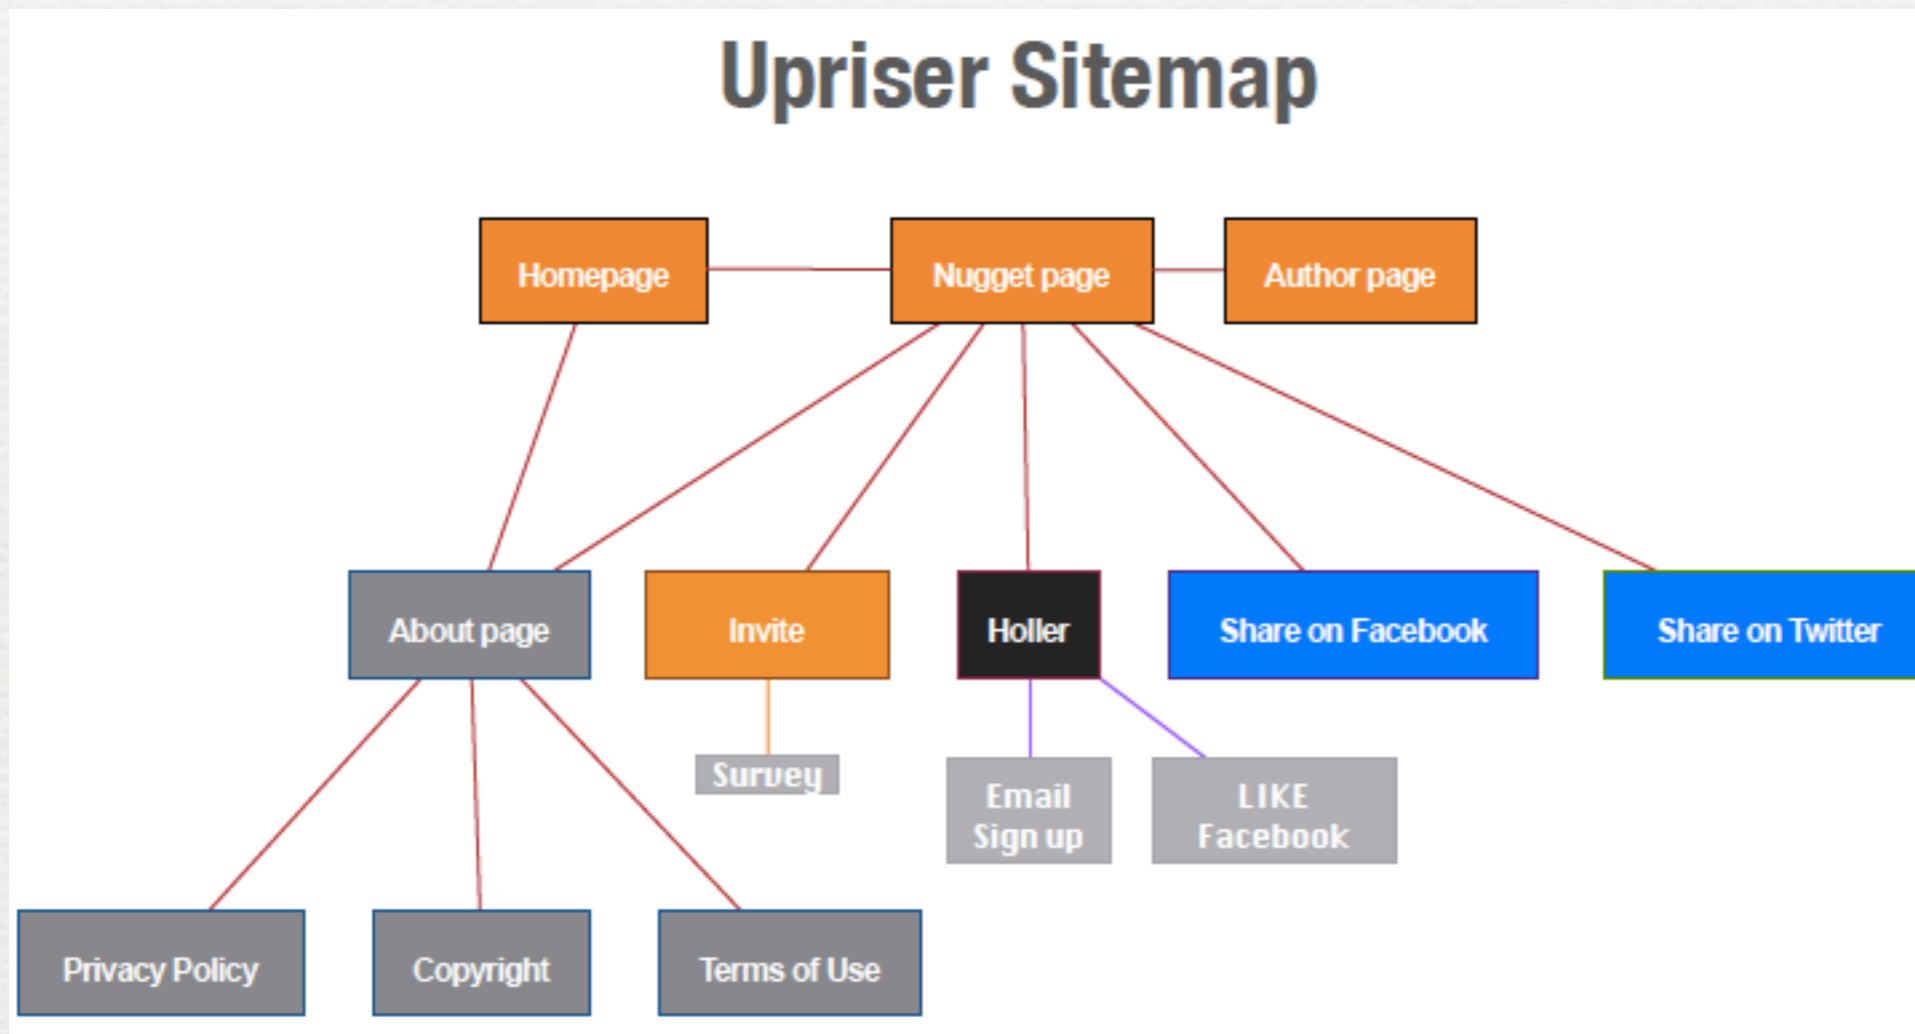 Upriser Sitemap
Homepage
Nugget page
Author page
About page
Invite
Holler
Share on Facebook
Share on Twitter
Survey
Email
Sign up
LIKE
Facebook
Privacy Policy
Copyright
Terms of Use